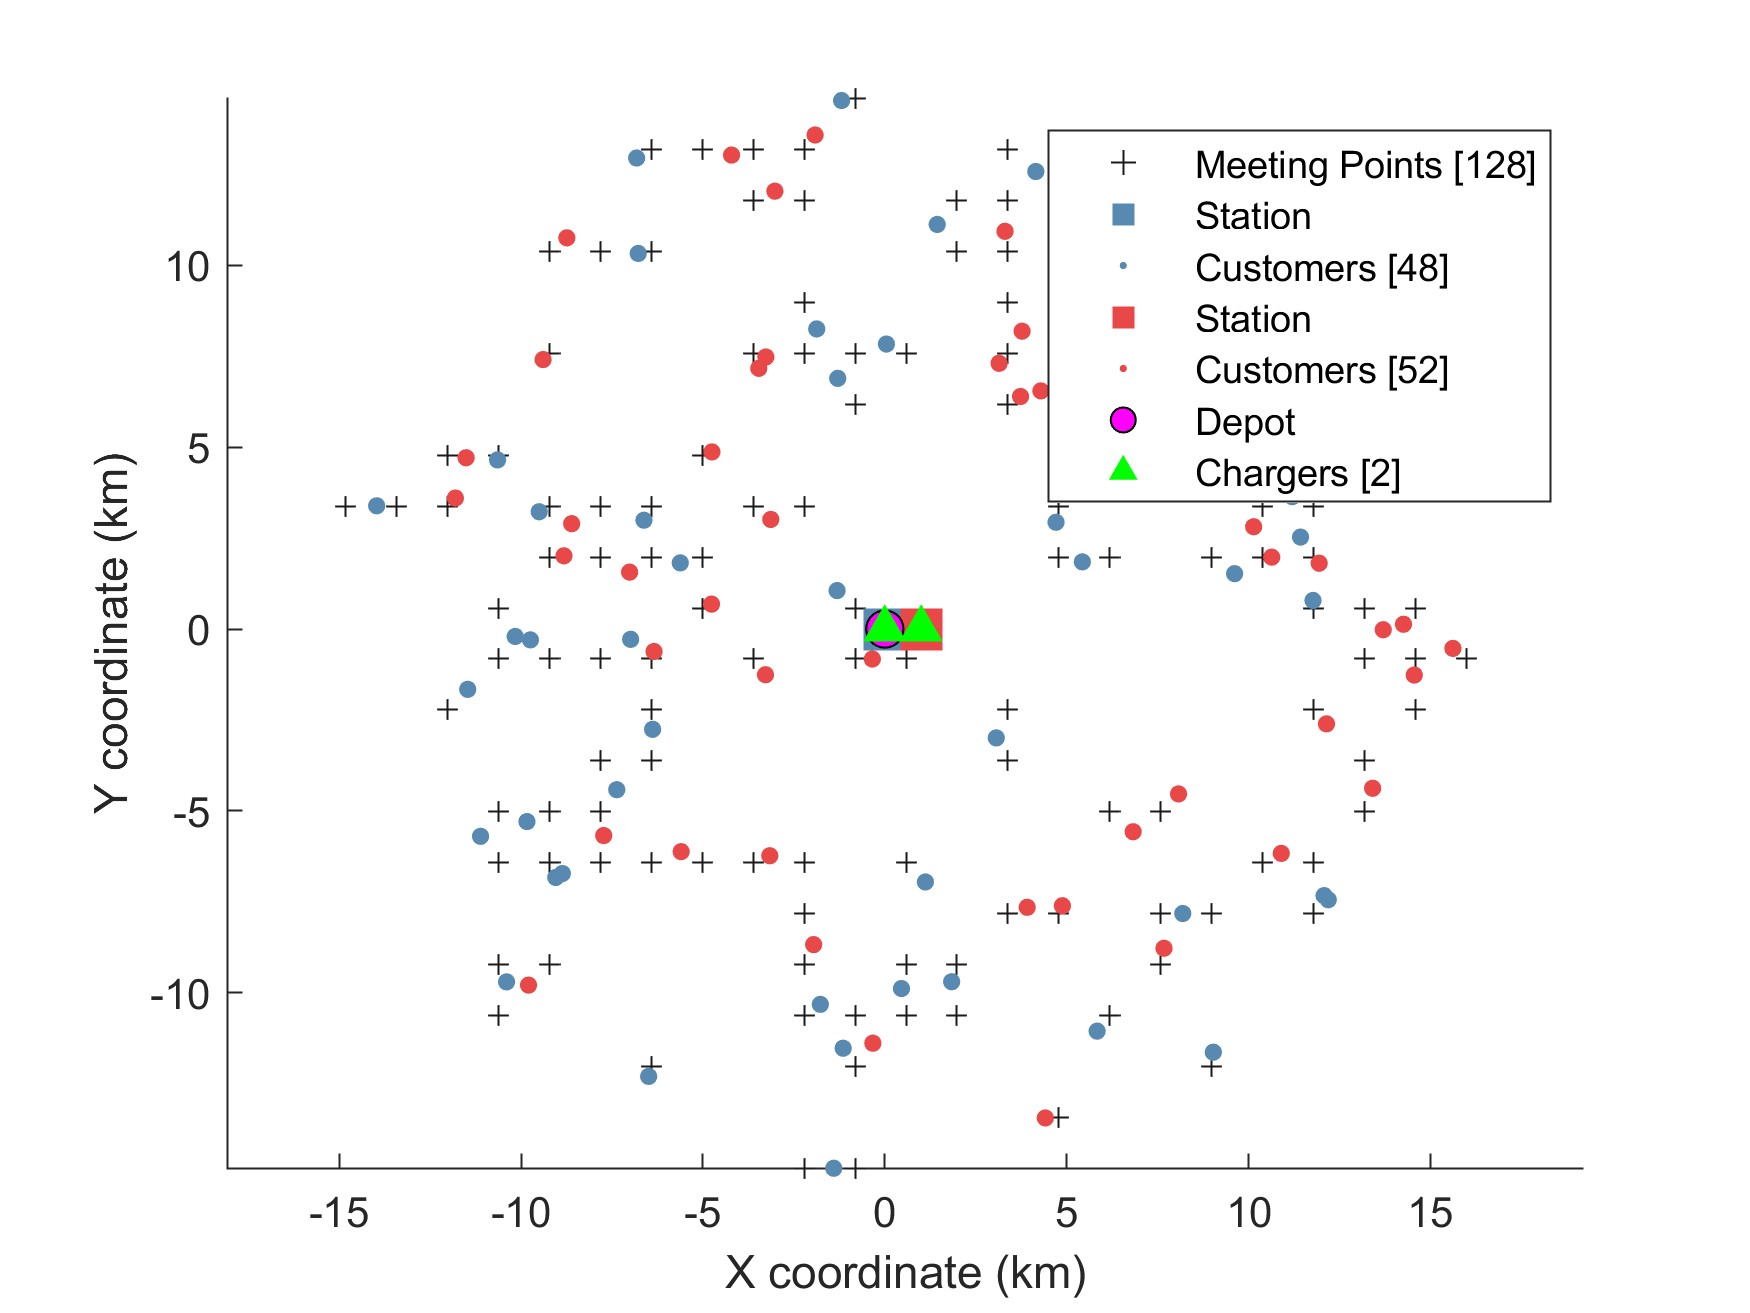 Meeting Points [128]
Station
Customers [48]
Station
Customers [52]
Depot
Chargers [2]
10
5
0
-5
-10
Y coordinate (km)
-15 -10 -5 0 5 10 15
X coordinate (km)